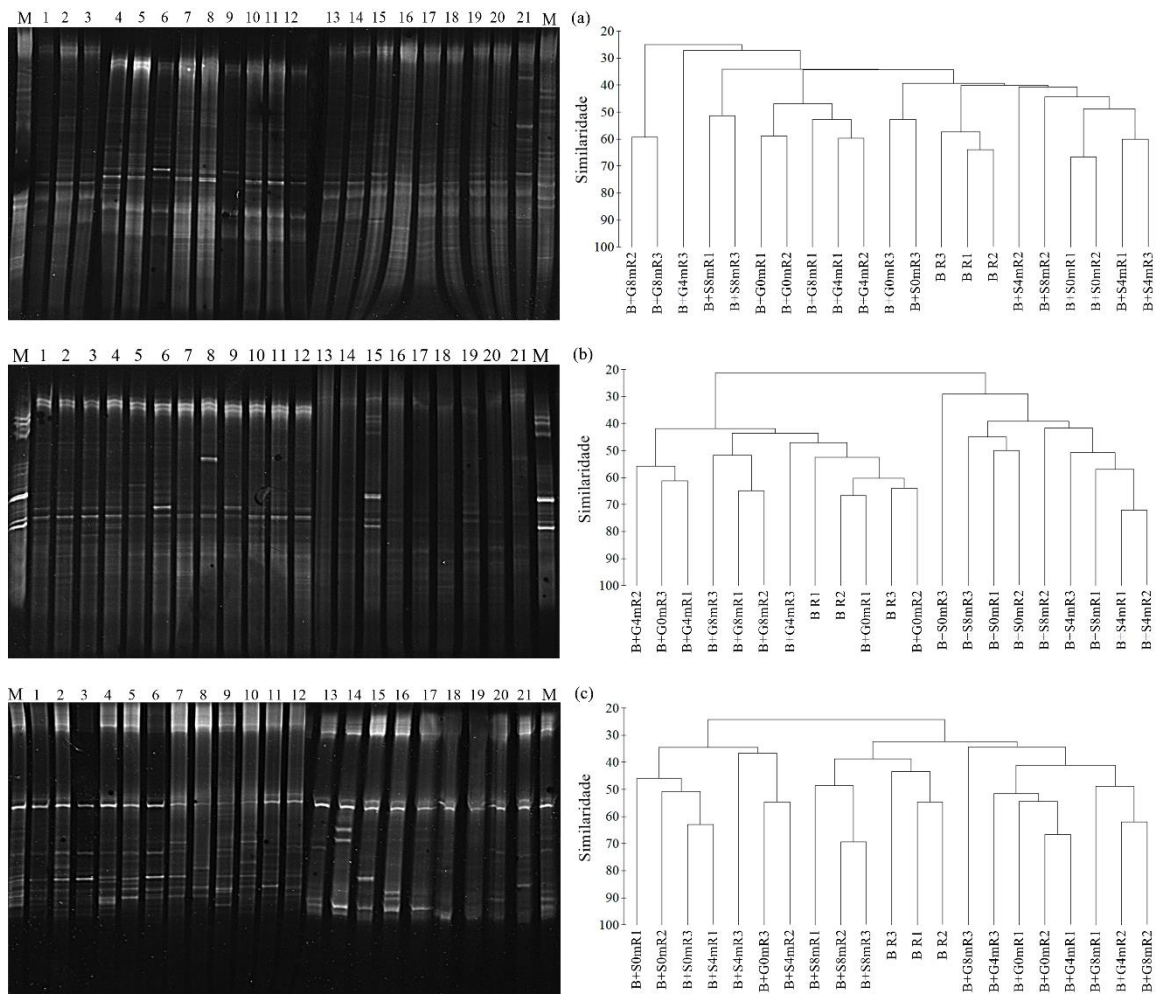 M 1 2 3 4 5 6 7 8 9 10 11 12 13 14 15 16 17 18 19 20 21 M
(a)
Similaridade
20
30
40
50
60
70
80
90
100
B+G8mR2
B+G8mR3
B+G4mR3
B+S8mR1
B+S8mR3
B+G0mR1
B+G0mR2
B+G8mR1
B+G4mR1
B+G4mR2
B+G0mR3
B+S0mR3
B R3
B R1
B R2
B+S4mR2
B+S8mR2
B+S0mR1
B+S0mR2
B+S4mR1
B+S4mR3
M 1 2 3 4 5 6 7 8 9 10 11 12 13 14 15 16 17 18 19 20 21 M
(b)
Similaridade
20
30
40
50
60
70
80
90
100
B+G4mR2
B+G0mR3
B+G4mR1
B+G8mR3
B+G8mR1
B+G8mR2
B+G4mR3
B R1
B R2
B+G0mR1
B R3
B+G0mR2
B−S0mR3
B−S8mR3
B−S0mR1
B−S0mR2
B−S8mR2
B−S4mR3
B−S8mR1
B−S4mR1
B−S4mR2
M 1 2 3 4 5 6 7 8 9 10 11 12 13 14 15 16 17 18 19 20 21 M
(c)
Similaridade
20
30
40
50
60
70
80
90
100
B+S0mR1
B+S0mR2
B+S0mR3
B+S4mR1
B+S4mR3
B+G0mR3
B+S4mR2
B+S8mR1
B+S8mR2
B+S8mR3
B R3
B R1
B R2
B+G8mR3
B+G4mR3
B+G0mR1
B+G0mR2
B+G4mR1
B+G8mR1
B+G4mR2
B+G8mR2